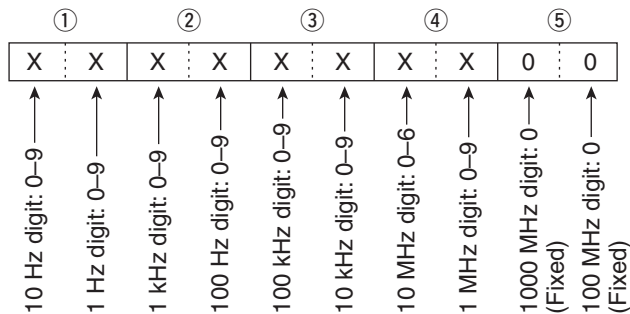 ① ② ③ ④ ⑤
X X X X X X X X 0 0
10 Hz digit: 0–9
1 Hz digit: 0–9
1 kHz digit: 0–9
100 Hz digit: 0–9
100 kHz digit: 0–9
10 kHz digit: 0–9
10 MHz digit: 0–6
1 MHz digit: 0–9
1000 MHz digit: 0
(Fixed)
100 MHz digit: 0
(Fixed)